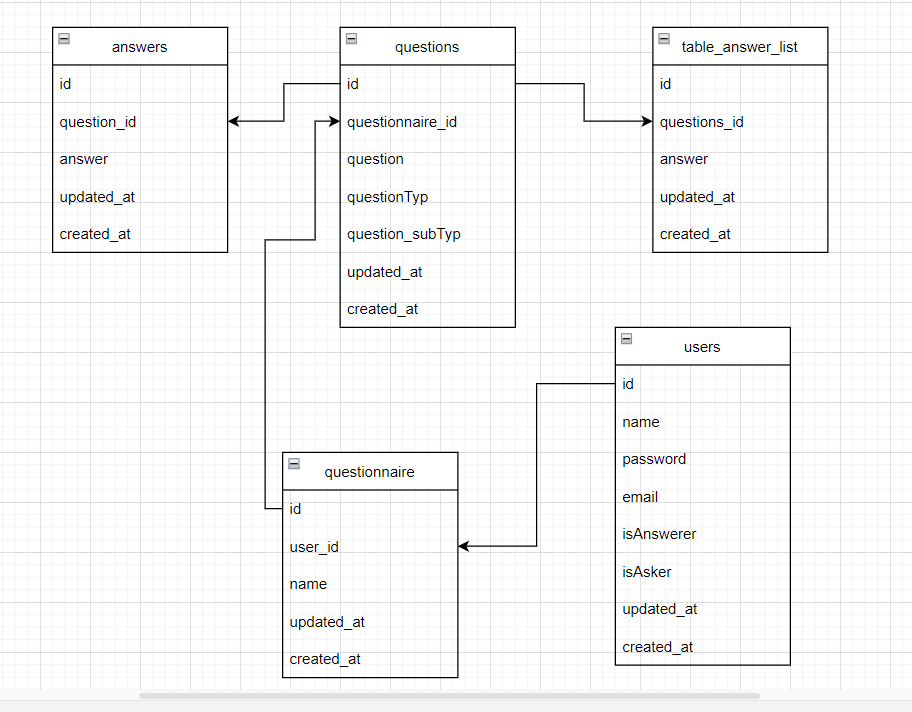 answers
id
question_id
answer
updated_at
created_at
questions
id
questionnaire_id
question
questionTyp
question_subTyp
updated_at
created_at
table_answer_list
id
questions_id
answer
updated_at
created_at
questionnaire
id
user_id
name
updated_at
created_at
users
id
name
password
email
isAnswerer
isAsker
updated_at
created_at